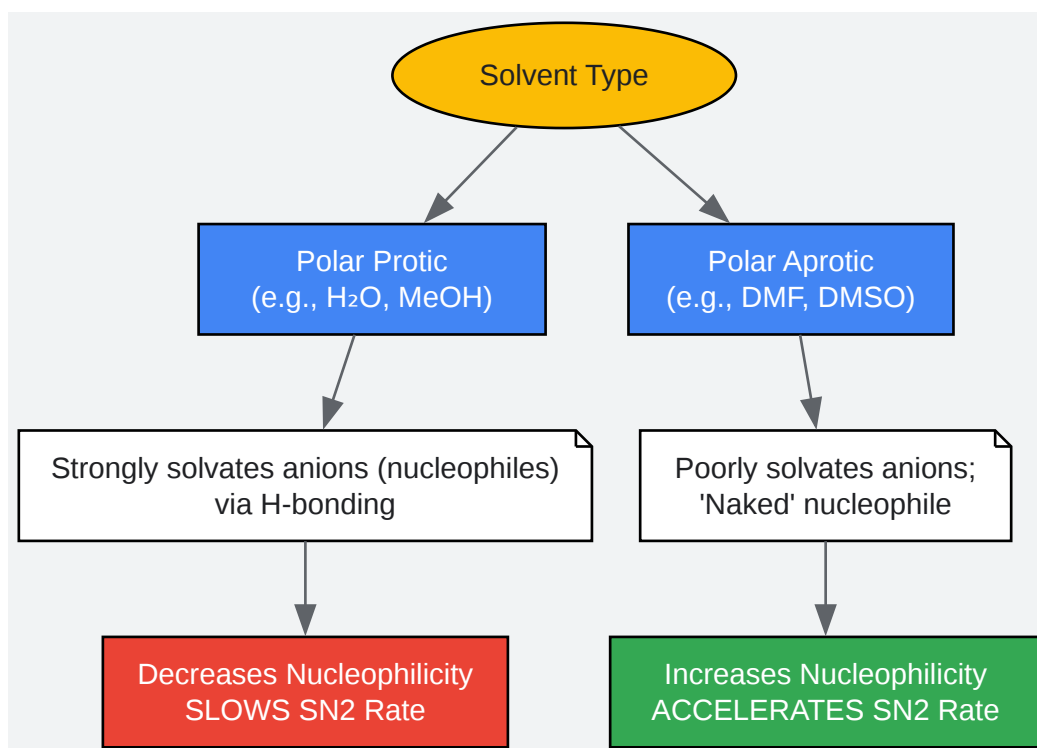 Solvent Type
Polar Protic
(e.g., H₂O, MeOH)
Polar Aprotic
(e.g., DMF, DMSO)
Strongly solvates anions (nucleophiles)
via H-bonding
Poorly solvates anions;
'Naked' nucleophile
Decreases Nucleophilicity
SLOWS SN2 Rate
Increases Nucleophilicity
ACCELERATES SN2 Rate